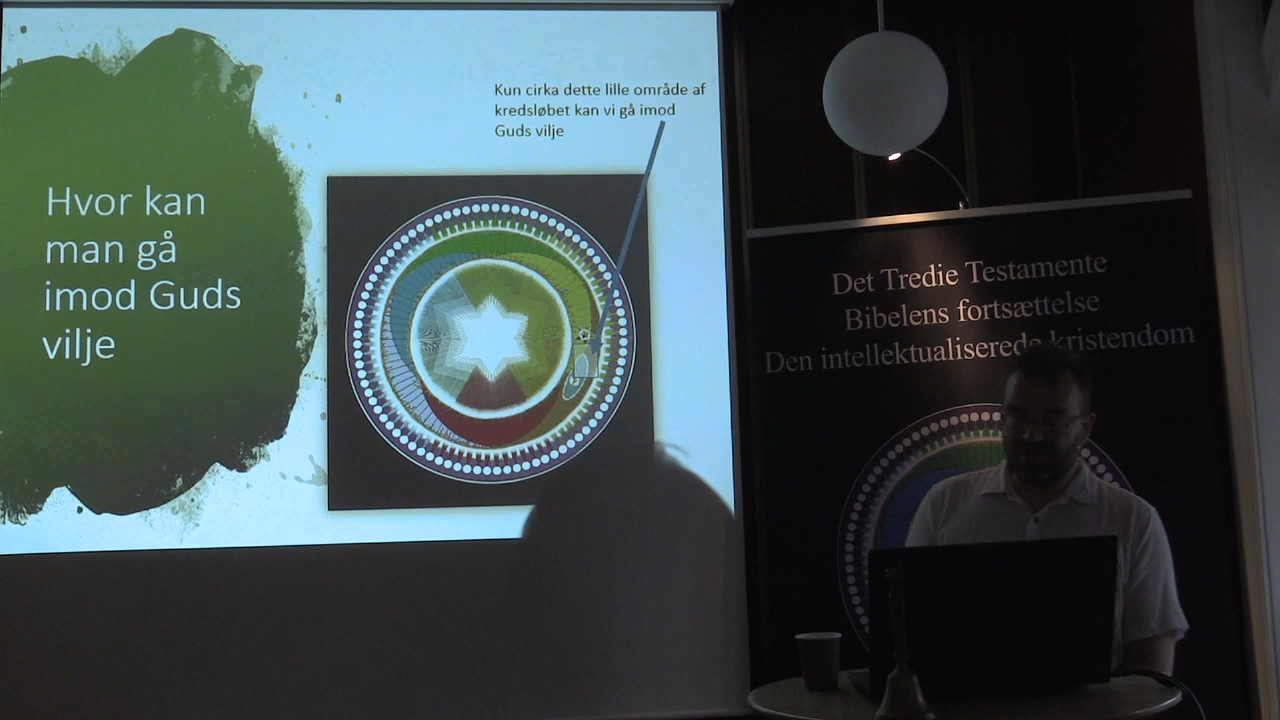 Hvor kan
man gå
imod Guds
vilje
Kun cirka dette lille område af
kredsløbet kan vi gå imod
Guds vilje
Det Tredie Testamente
Bibelens fortsættelse
Den intellektualiserede kristendom